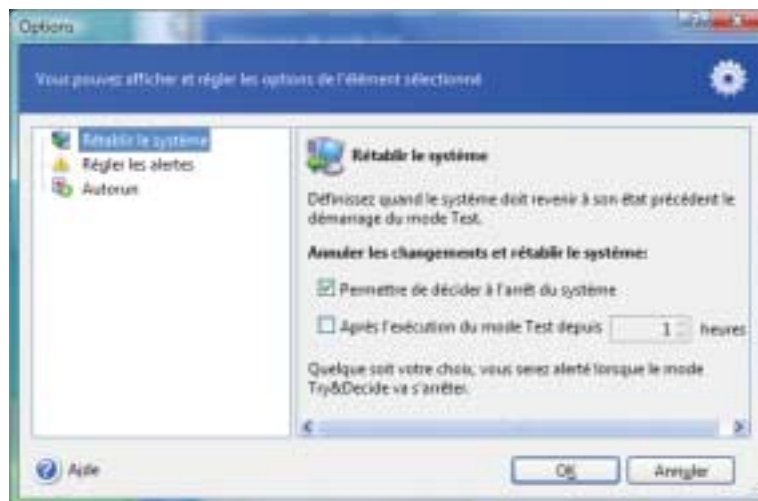 Options
Vous pouvez afficher et régler les options de l'élément sélectionné
Rétablir le système
Régler les alertes
Autorun
Rétablir le système
Définissez quand le système doit revenir à son état précédent le
démarrage du mode Test.
Annuler les changements et rétablir le système:
Permettre de décider à l'arrêt du système
Après l'exécution du mode Test depuis 1 heures
Quelque soit votre choix, vous serez alerté lorsque le mode
Try&Decide va s'arrêter.
Aide
OK
Annuler